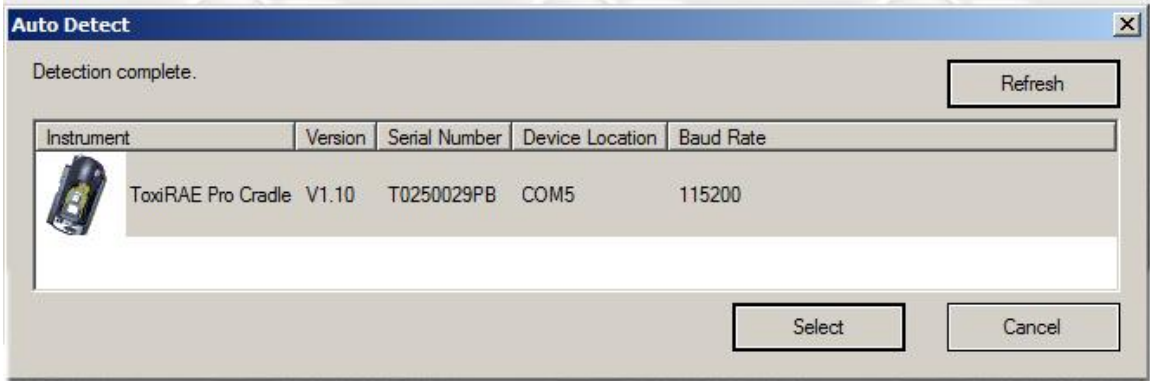 Auto Detect
Detection complete.
Refresh
Instrument Version Serial Number Device Location Baud Rate
ToxiRAE Pro Cradle V1.10 T0250029PB COM5 115200
Select Cancel